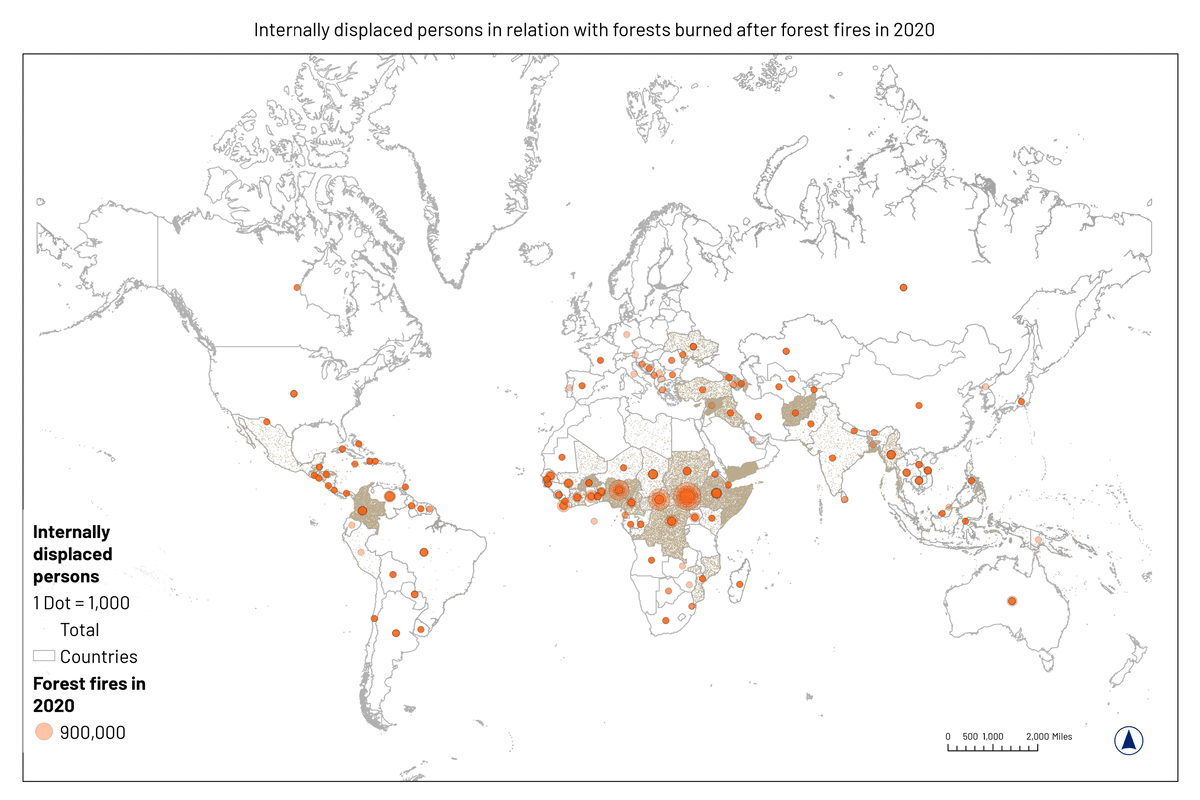 Internally displaced persons in relation with forests burned after forest fires in 2020
Internally
displaced
persons
1 Dot = 1,000
Total
Countries
Forest fires in
2020
900,000
0 500 1,000 2,000 Miles